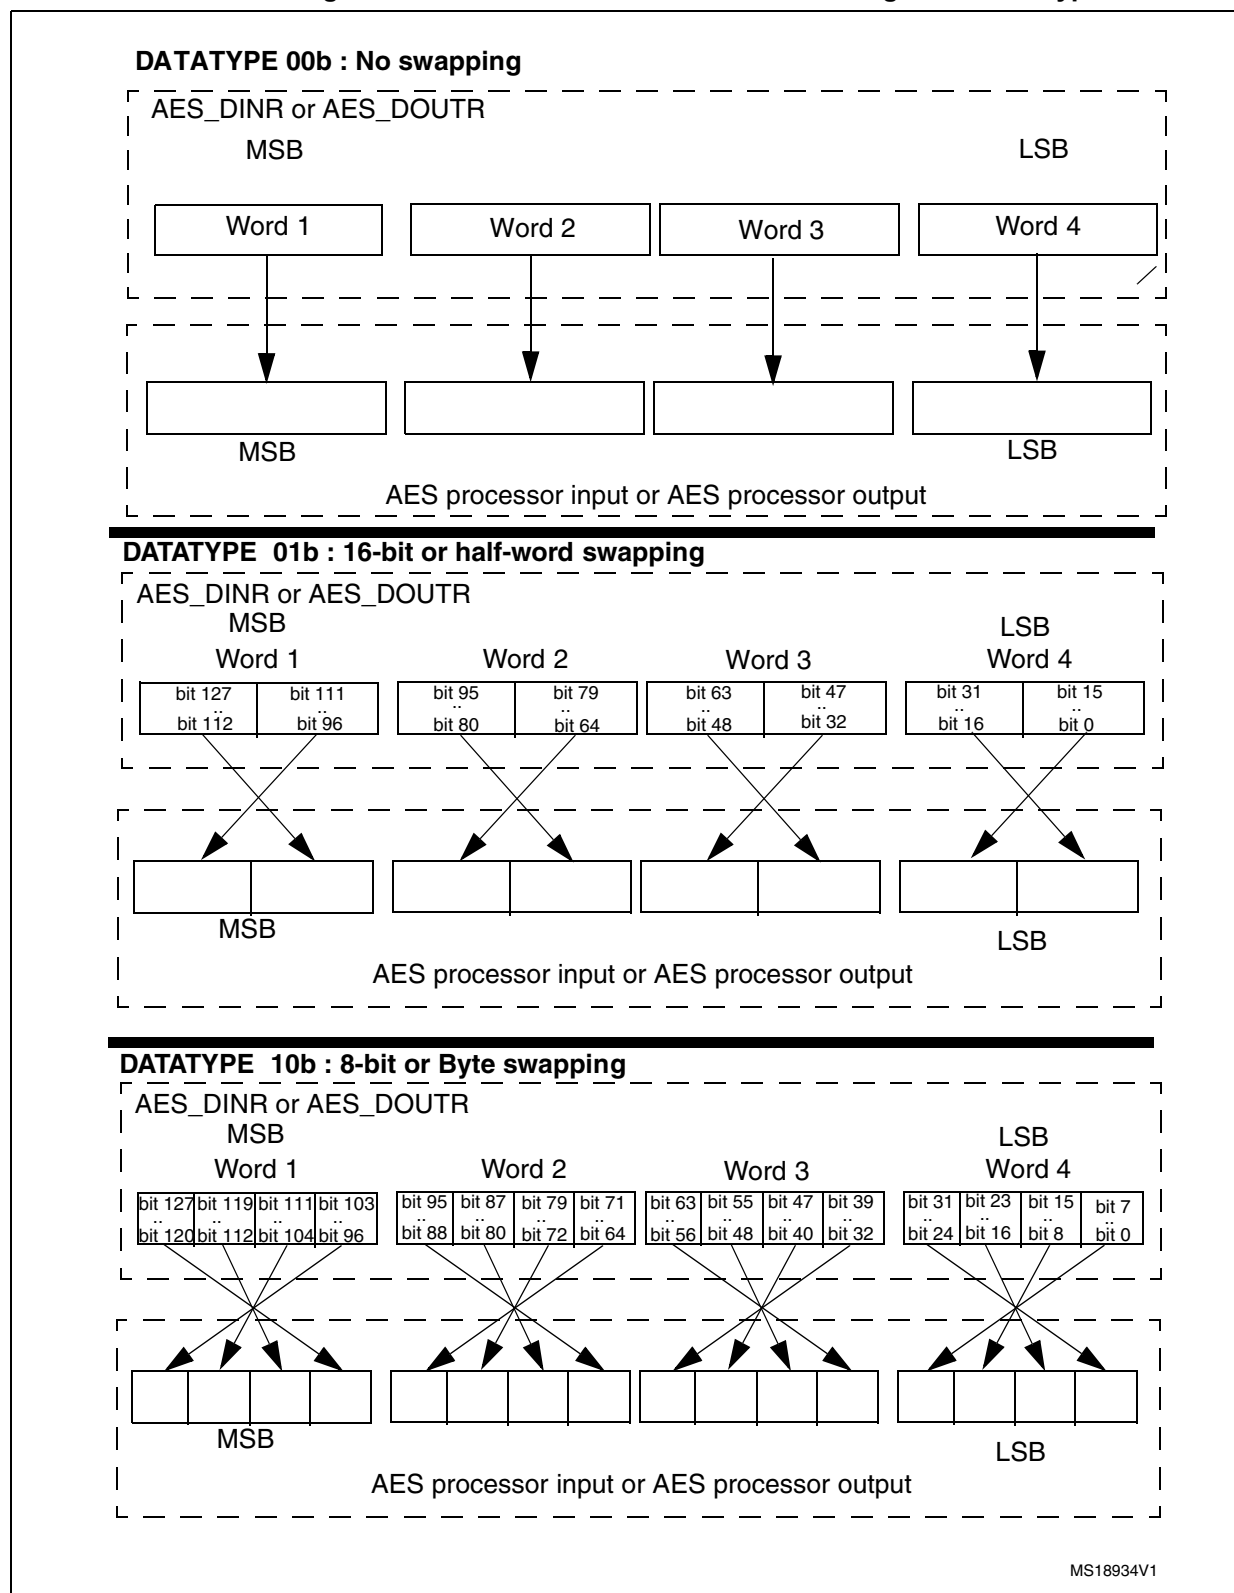 DATATYPE 00b : No swapping
AES_DINR or AES_DOUTR
MSB LSB
Word 1 Word 2 Word 3 Word 4
MSB LSB
AES processor input or AES processor output
DATATYPE 01b : 16-bit or half-word swapping
AES_DINR or AES_DOUTR
MSB LSB
Word 1 Word 2 Word 3 Word 4
bit 127 bit 111 bit 95 bit 79 bit 63 bit 47 bit 31 bit 15
.. .. .. .. .. .. .. ..
bit 112 bit 96 bit 80 bit 64 bit 48 bit 32 bit 16 bit 0
MSB LSB
AES processor input or AES processor output
DATATYPE 10b : 8-bit or Byte swapping
AES_DINR or AES_DOUTR
MSB LSB
Word 1 Word 2 Word 3 Word 4
bit 127 bit 119 bit 111 bit 103 bit 95 bit 87 bit 79 bit 71 bit 63 bit 55 bit 47 bit 39 bit 31 bit 23 bit 15 bit 7
.. .. .. .. .. .. .. .. .. .. .. .. .. .. .. ..
bit 120 bit 112 bit 104 bit 96 bit 88 bit 80 bit 72 bit 64 bit 56 bit 48 bit 40 bit 32 bit 24 bit 16 bit 8 bit 0
MSB LSB
AES processor input or AES processor output
MS18934V1